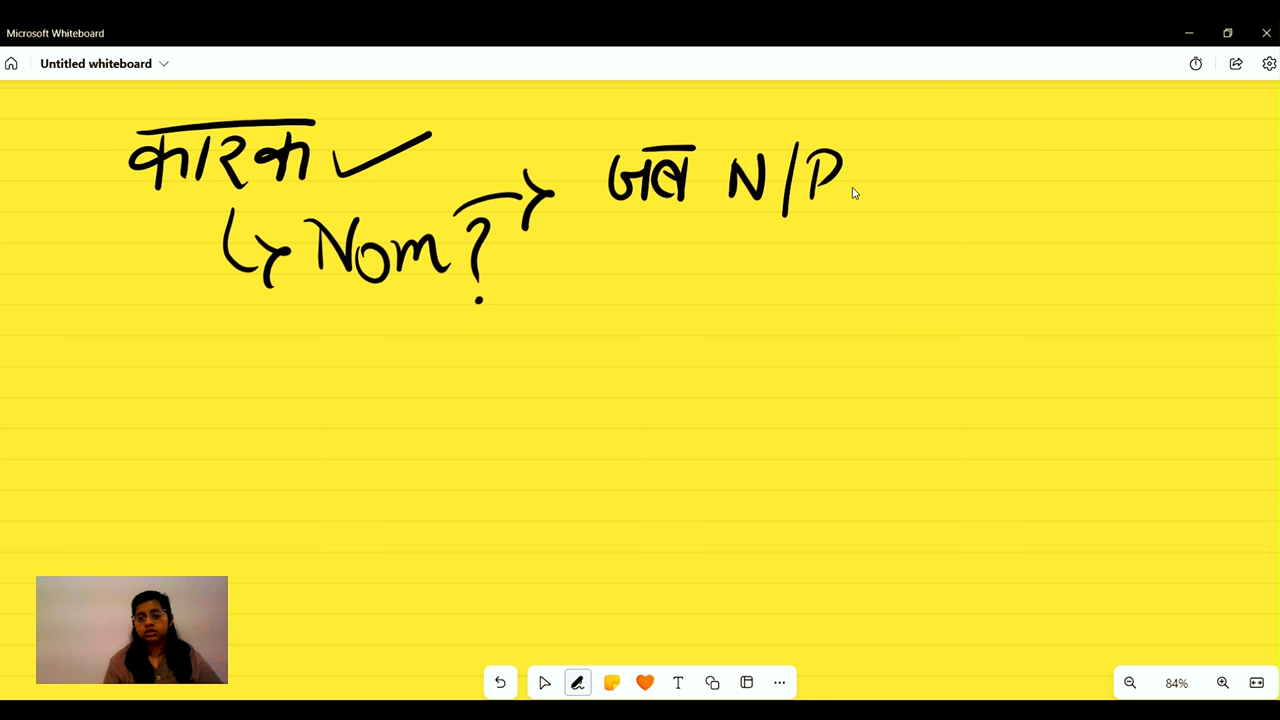 Microsoft Whiteboard
Untitled whiteboard
कारक
Nom ?
जब N/P
84%